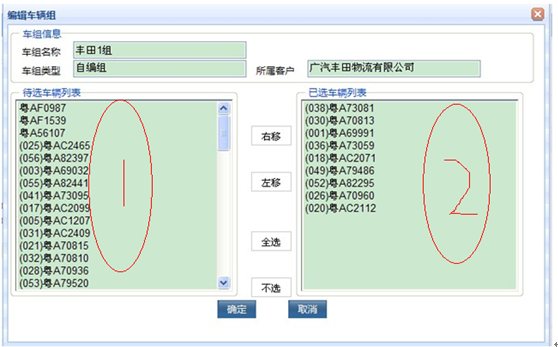 编辑车辆组
车组信息
车组名称 丰田1组
车组类型 自编组 所属客户 广汽丰田物流有限公司
待选车辆列表
粤AF0987
粤AF1539
粤A56107
(025)粤AC2465
(056)粤A82397
(003)粤A69032
(055)粤A82441
(041)粤A73095
(017)粤AC2099
(005)粤AC1207
(031)粤AC2409
(021)粤A70815
(032)粤A70810
(028)粤A70936
(053)粤A79520
1
右移
左移
全选
不选
已选车辆列表
(038)粤A73081
(030)粤A70813
(001)粤A69991
(036)粤A73059
(018)粤AC2071
(049)粤A79486
(052)粤A82295
(026)粤A70960
(020)粤AC2112
2
确定 取消